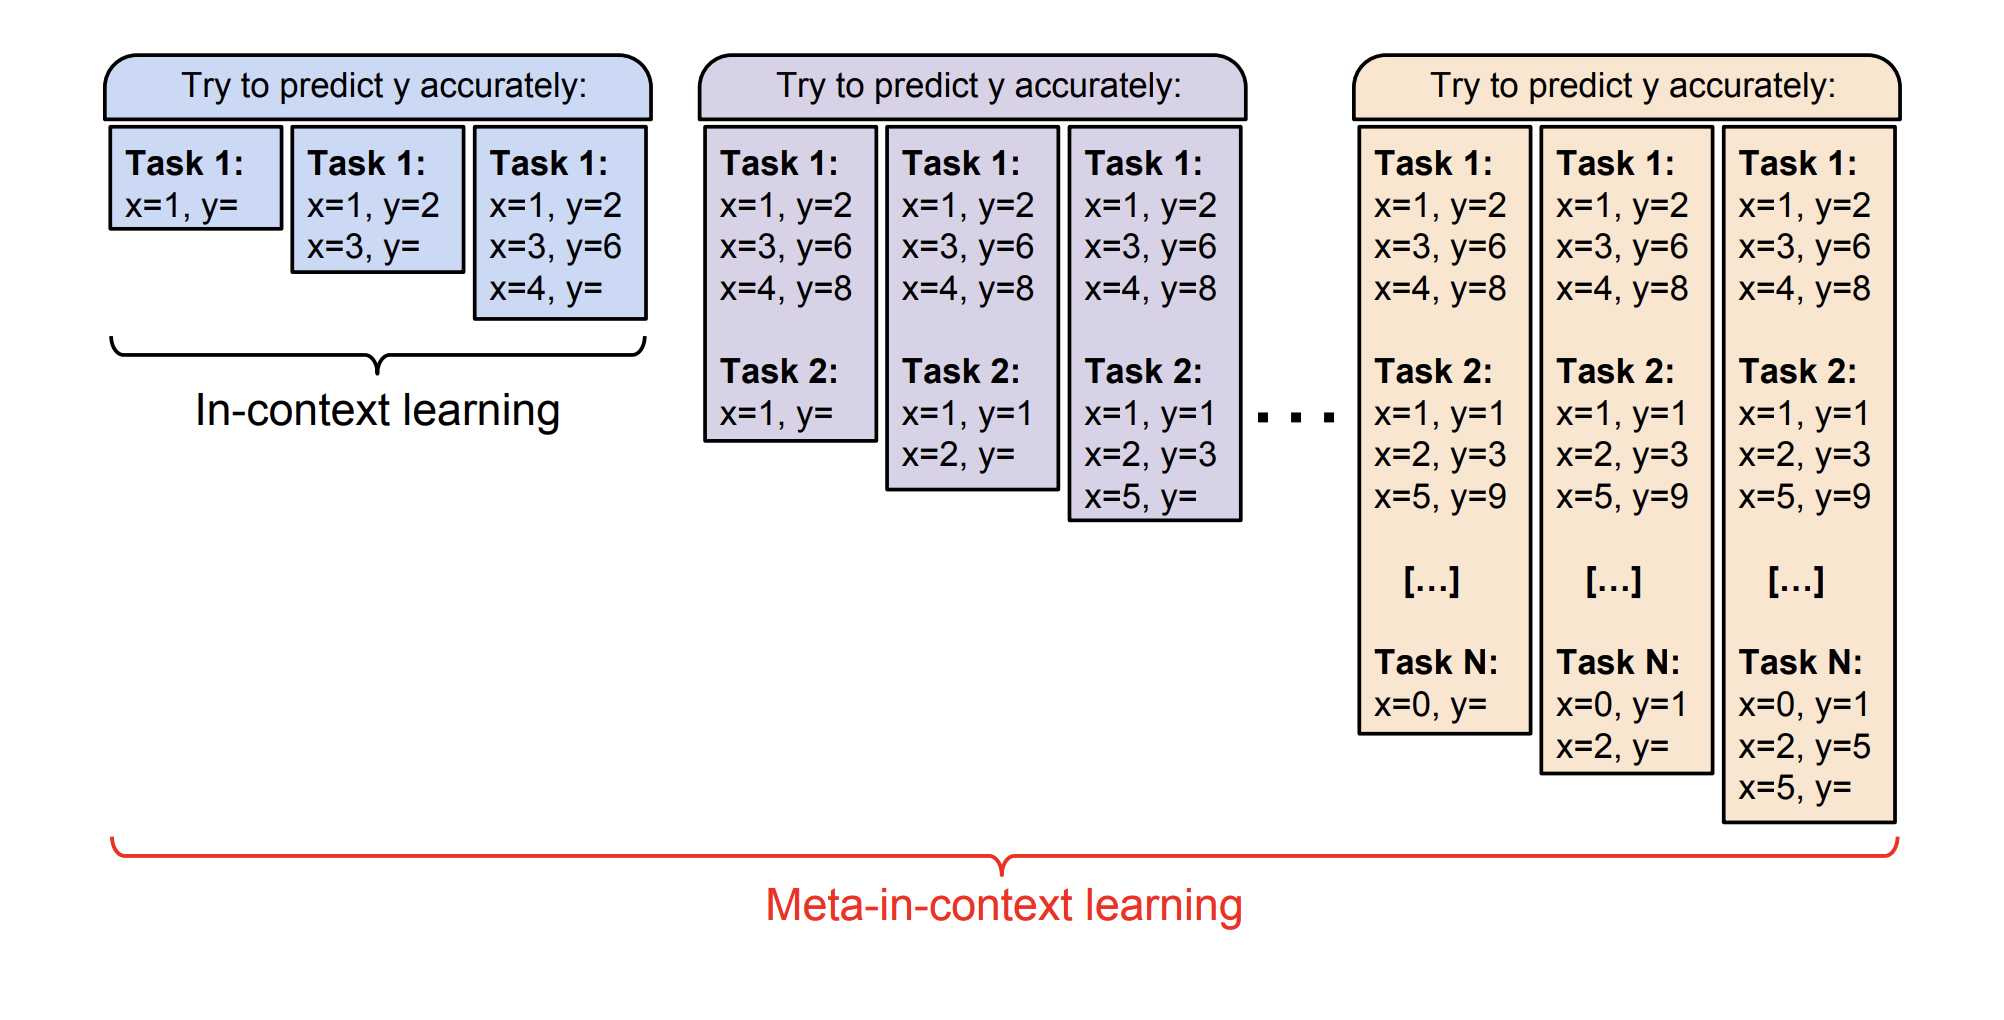 Try to predict y accurately:
Task 1:
x=1, y=
Task 1:
x=1, y=2
x=3, y=
Task 1:
x=1, y=2
x=3, y=6
x=4, y=
In-context learning
Try to predict y accurately:
Task 1:
x=1, y=2
x=3, y=6
x=4, y=8
Task 2:
x=1, y=
Task 1:
x=1, y=2
x=3, y=6
x=4, y=8
Task 2:
x=1, y=1
x=2, y=
Task 1:
x=1, y=2
x=3, y=6
x=4, y=8
Task 2:
x=1, y=1
x=2, y=3
x=5, y=
. . .
Try to predict y accurately:
Task 1:
x=1, y=2
x=3, y=6
x=4, y=8
Task 2:
x=1, y=1
x=2, y=3
x=5, y=9
[...]
Task N:
x=0, y=
Task 1:
x=1, y=2
x=3, y=6
x=4, y=8
Task 2:
x=1, y=1
x=2, y=3
x=5, y=9
[...]
Task N:
x=0, y=1
x=2, y=
Task 1:
x=1, y=2
x=3, y=6
x=4, y=8
Task 2:
x=1, y=1
x=2, y=3
x=5, y=9
[...]
Task N:
x=0, y=1
x=2, y=5
x=5, y=
Meta-in-context learning